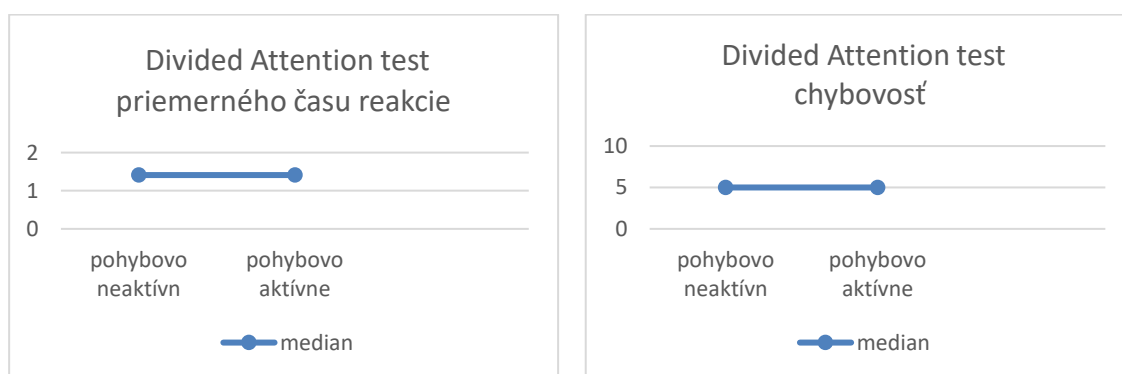 Divided Attention test
priemerného času reakcie
2
1
0
pohybovo
neaktívn
pohybovo
aktívne
median
Divided Attention test
chybovosť
10
5
0
pohybovo
neaktívn
pohybovo
aktívne
median